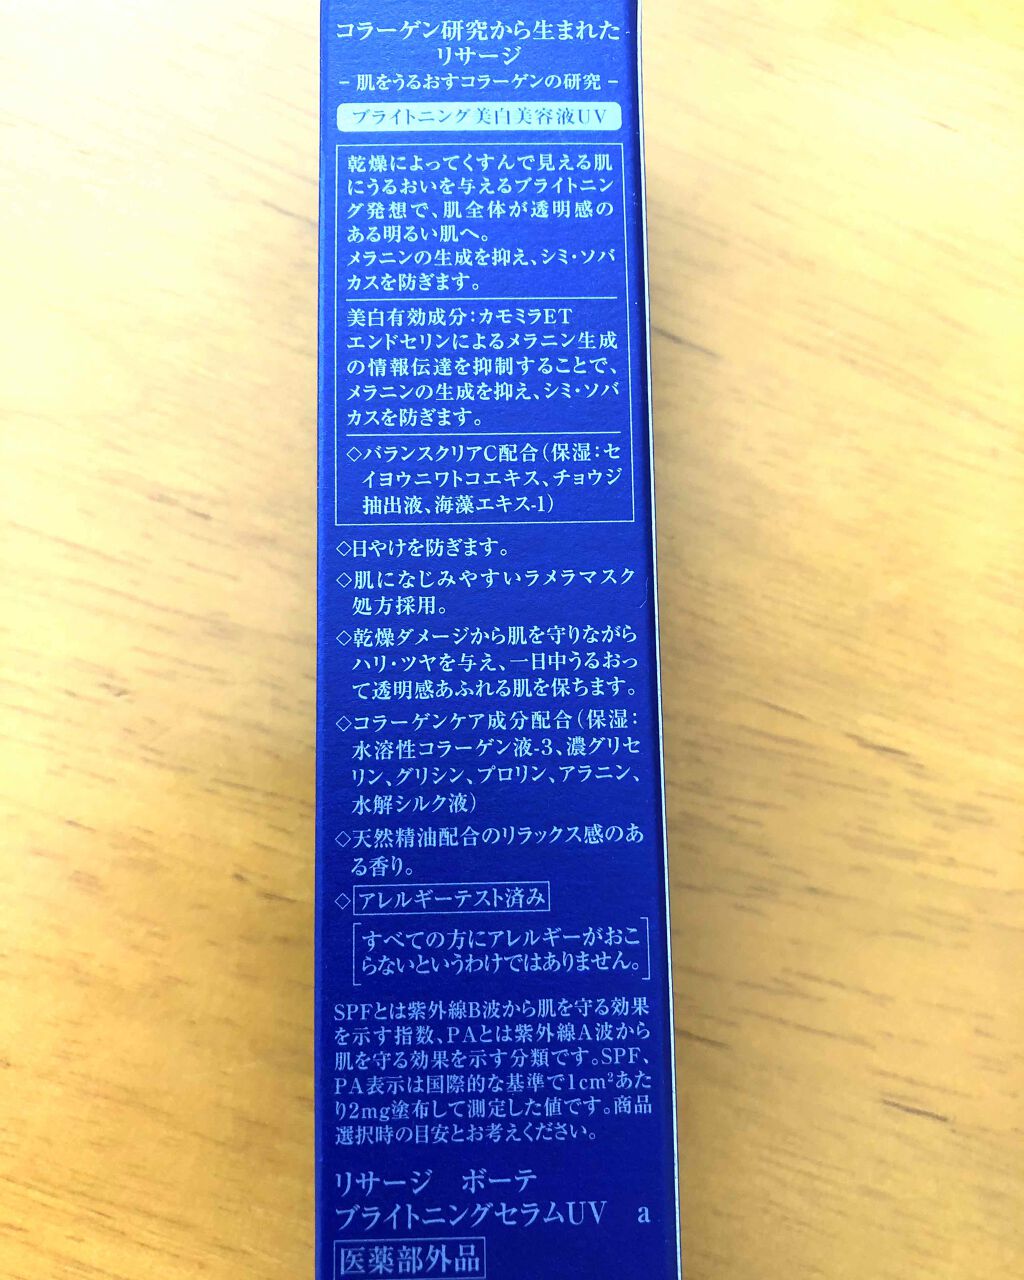 コラーゲン研究から生まれた
リサージ
− 肌をうるおすコラーゲンの研究 −
ブライトニング美白美容液UV
乾燥によってくすんで見える肌
にうるおいを与えるブライトニン
グ発想で、肌全体が透明感の
ある明るい肌へ。
メラニンの生成を抑え、シミ・ソバ
カスを防ぎます。
美白有効成分：カモミラET
エンドセリンによるメラニン生成
の情報伝達を抑制することで、
メラニンの生成を抑え、シミ・ソバ
カスを防ぎます。
◇バランスクリアC配合（保湿：セ
イヨウニワトコエキス、チョウジ
抽出液、海藻エキス-1）
◇日やけを防ぎます。
◇肌になじみやすいラメラマスク
処方採用。
◇乾燥ダメージから肌を守りながら
ハリ・ツヤを与え、一日中うるおっ
て透明感あふれる肌を保ちます。
◇コラーゲンケア成分配合（保湿：
水溶性コラーゲン液-3、濃グリセ
リン、グリシン、プロリン、アラニン、
水解シルク液）
◇天然精油配合のリラックス感のあ
る香り。
◇アレルギーテスト済み
[すべての方にアレルギーがおこ
らないというわけではありません。]
SPFとは紫外線B波から肌を守る効果
を示す指数、PAとは紫外線A波から
肌を守る効果を示す分類です。SPF、
PA表示は国際的な基準で1cm²あた
り2mg塗布して測定した値です。商品
選択時の目安とお考えください。
リサージ　ボーテ
ブライトニングセラムUV　a
医薬部外品